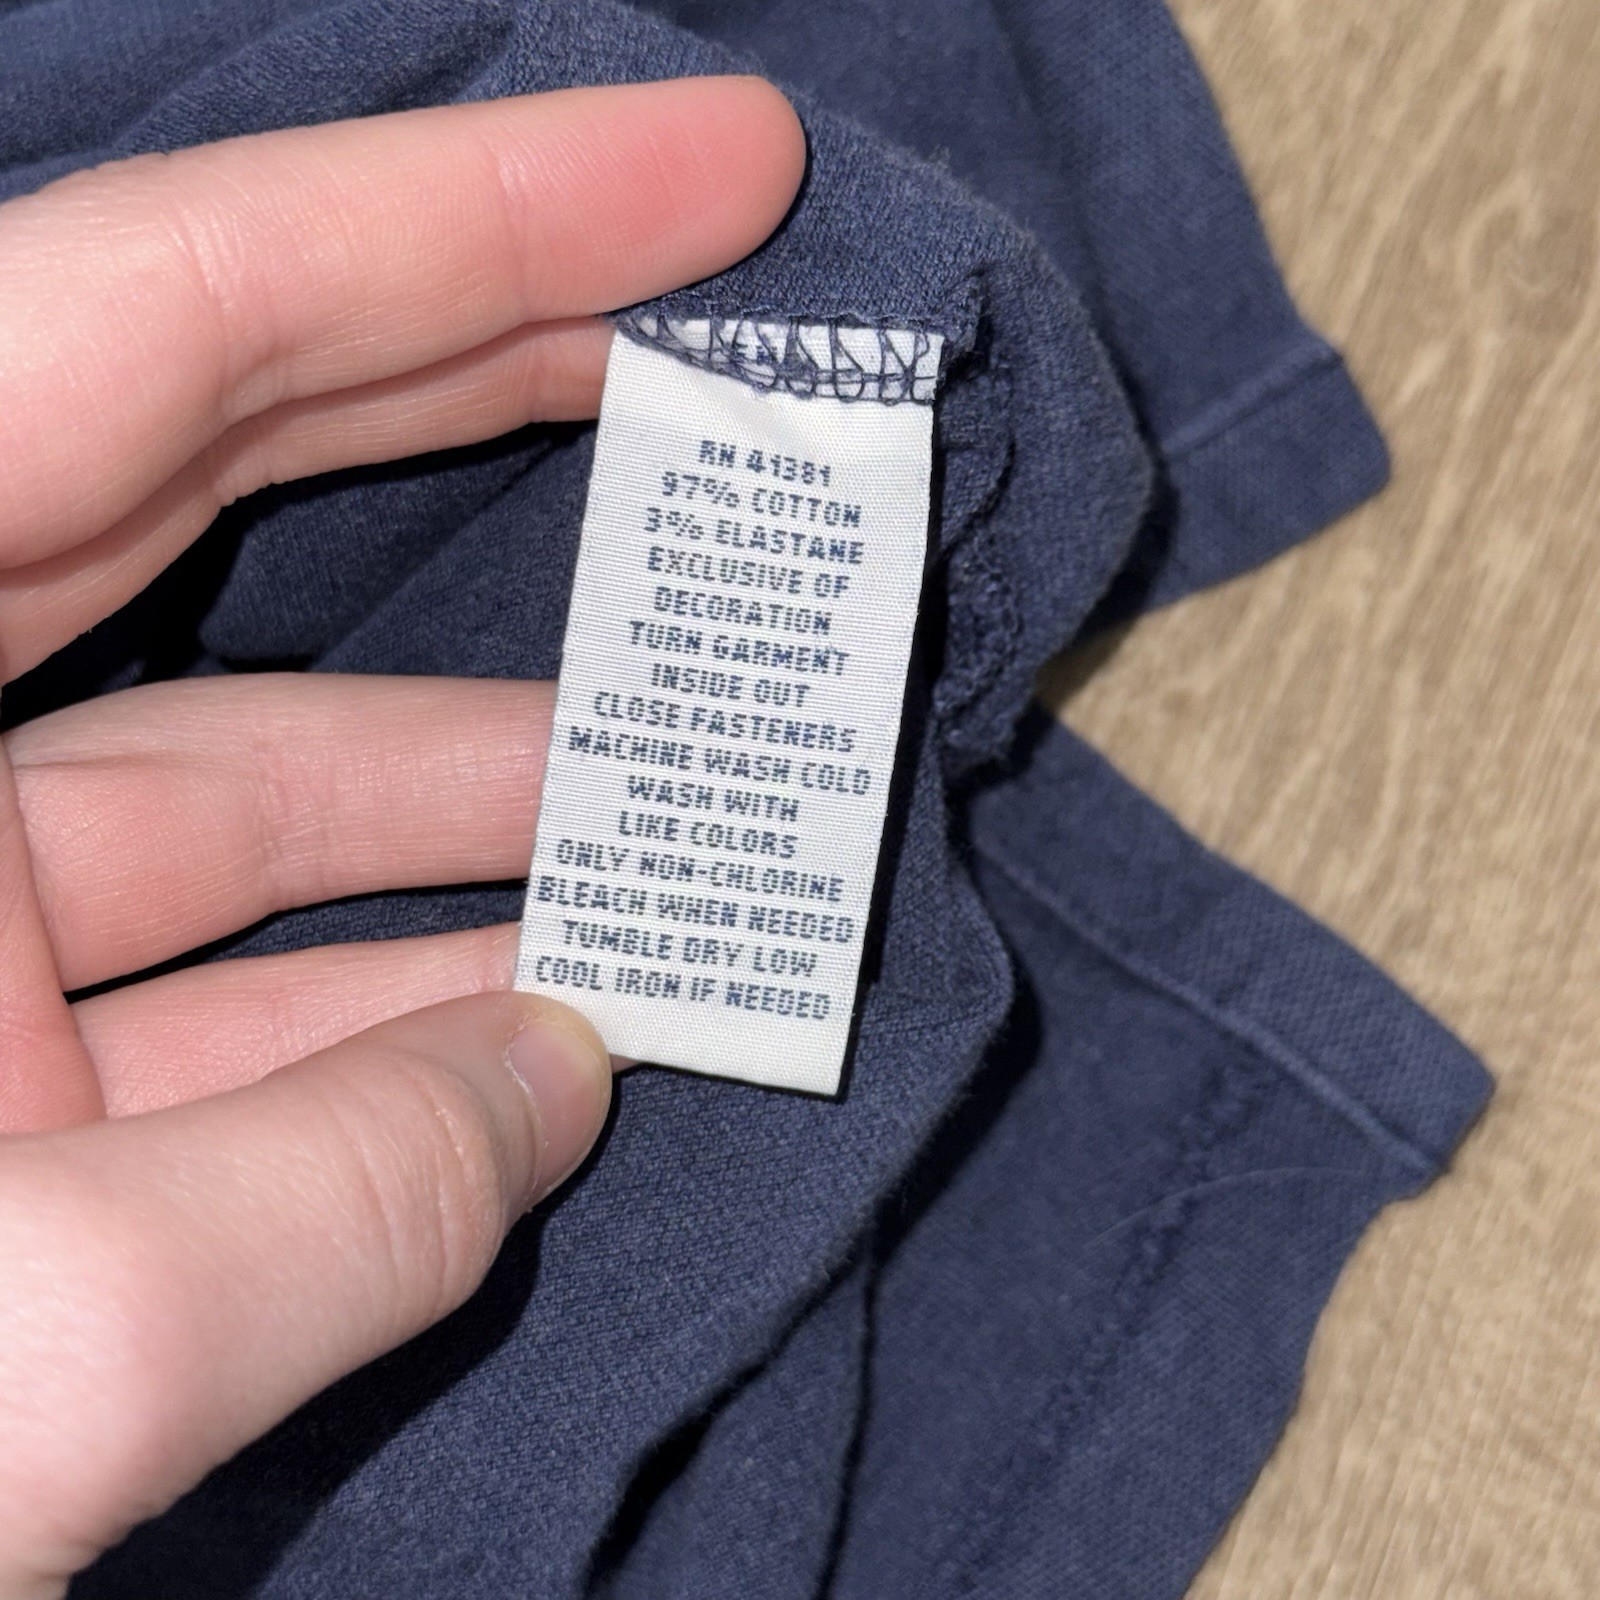 RN 41381
97% COTTON
3% ELASTANE
EXCLUSIVE OF
DECORATION
TURN GARMENT
INSIDE OUT
CLOSE FASTENERS
MACHINE WASH COLD
WASH WITH
LIKE COLORS
ONLY NON-CHLORINE
BLEACH WHEN NEEDED
TUMBLE DRY LOW
COOL IRON IF NEEDED